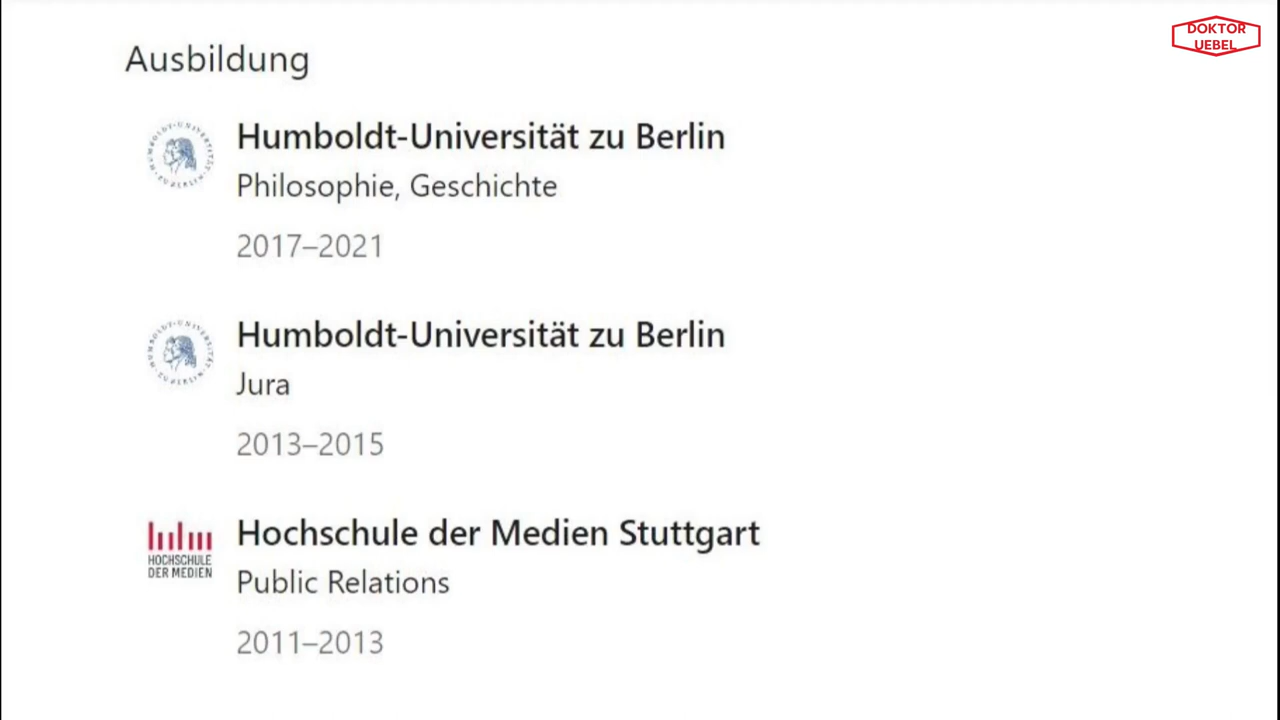 DOKTOR
UEBEL
Ausbildung
Humboldt-Universität zu Berlin
Philosophie, Geschichte
2017–2021
Humboldt-Universität zu Berlin
Jura
2013–2015
HOCHSCHULE
DER MEDIEN
Hochschule der Medien Stuttgart
Public Relations
2011–2013